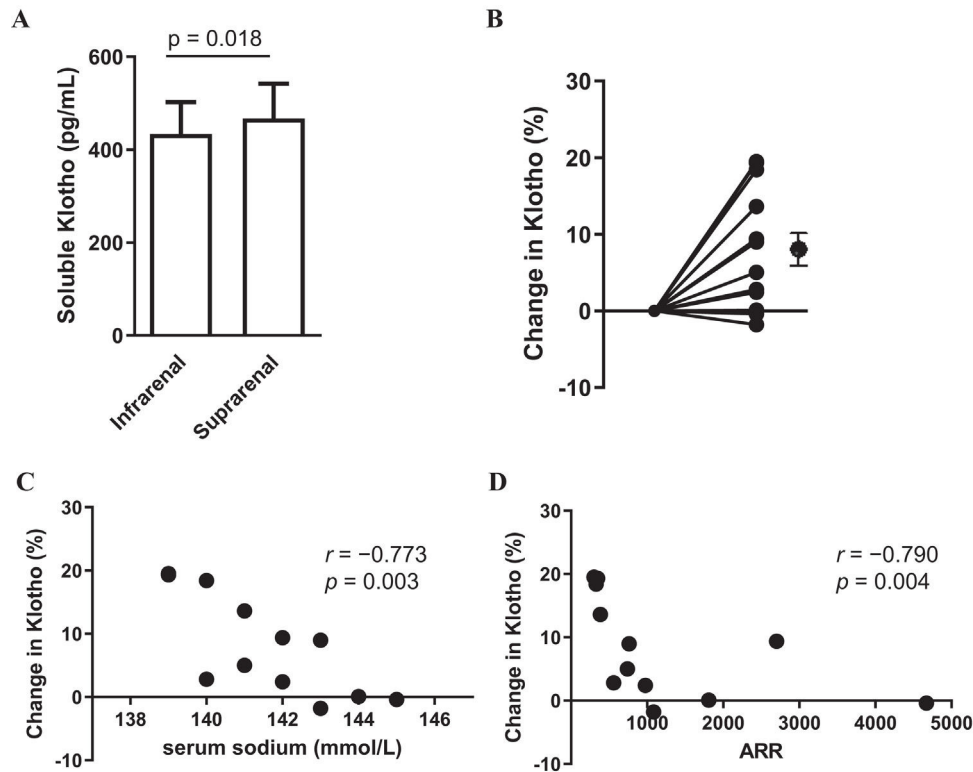 A
p = 0.018
Soluble Klotho (pg/mL)
600
400
200
0
Infrarenal
Suprarenal
B
Change in Klotho (%)
30
20
10
0
-10
C
Change in Klotho (%)
30
20
10
0
-10
r = −0.773
p = 0.003
138 140 142 144 146
serum sodium (mmol/L)
D
Change in Klotho (%)
30
20
10
0
-10
r = −0.790
p = 0.004
1000 2000 3000 4000 5000
ARR